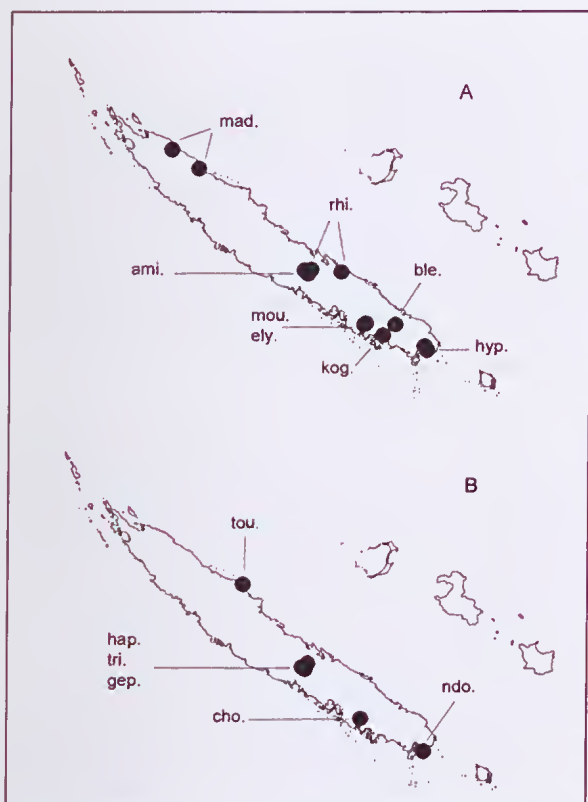 A
mad.
rhi.
ami.
ble.
mou.
ely.
hyp.
kog.
B
tou.
hap.
tri.
gep.
ndo.
cho.